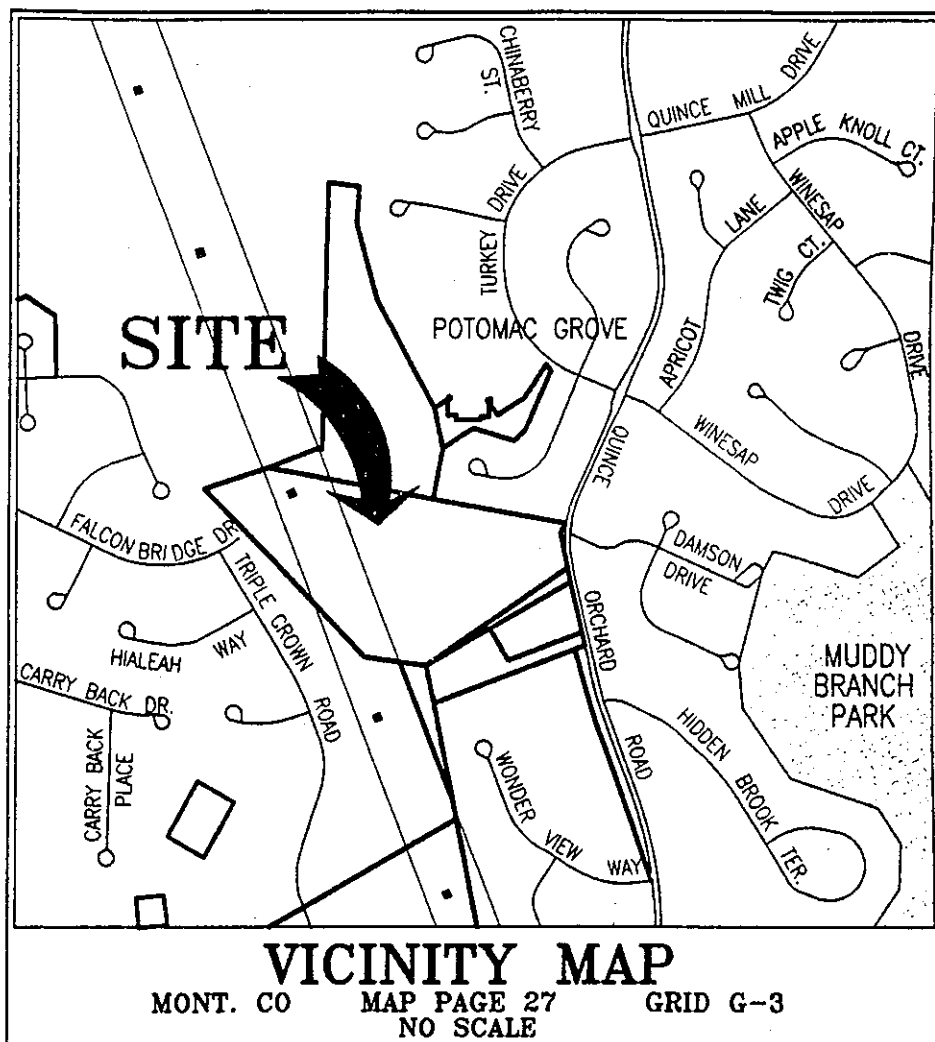 CHINABERRY
ST.
QUINCE MILL DRIVE
APPLE KNOLL CT.
TURKEY DRIVE
LANE
WINESAP
TWIG CT.
SITE
POTOMAC GROVE
APRICOT
DRIVE
QUINCE
WINESAP
DRIVE
FALCON BRIDGE DR.
DAMSON
DRIVE
TRIPLE CROWN
ROAD
ORCHARD
ROAD
HIALEAH WAY
MUDDY
BRANCH
PARK
CARRY BACK DR.
CARRY BACK
PLACE
HIDDEN BROOK
TER.
WONDER
VIEW
WAY
VICINITY MAP
MONT. CO MAP PAGE 27 GRID G-3
NO SCALE